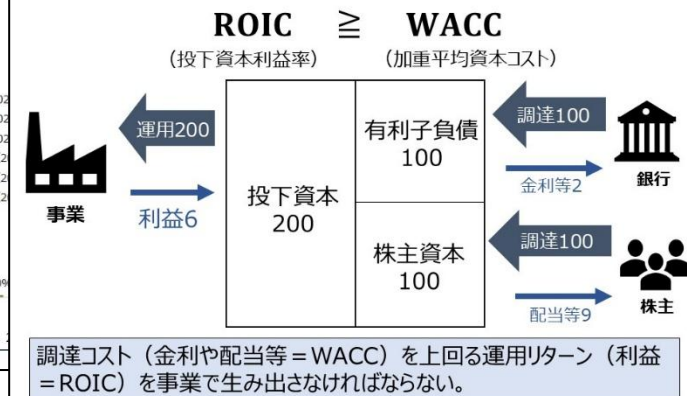 ROIC ≧ WACC
（投下資本利益率） （加重平均資本コスト）
運用200
利益6
事業
投下資本
200
有利子負債
100
株主資本
100
調達100
金利等2
銀行
調達100
配当等9
株主
調達コスト（金利や配当等＝WACC）を上回る運用リターン（利益
＝ROIC）を事業で生み出さなければならない。